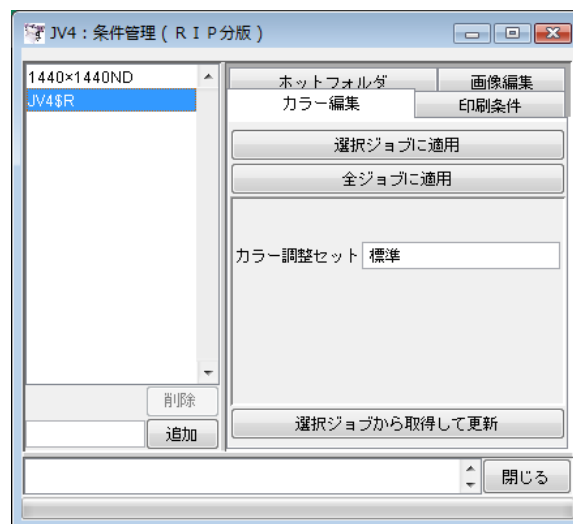 JV4：条件管理（ＲＩＰ分版）
1440×1440ND
JV4$R
削除
追加
ホットフォルダ
画像編集
カラー編集
印刷条件
選択ジョブに適用
全ジョブに適用
カラー調整セット 標準
選択ジョブから取得して更新
閉じる